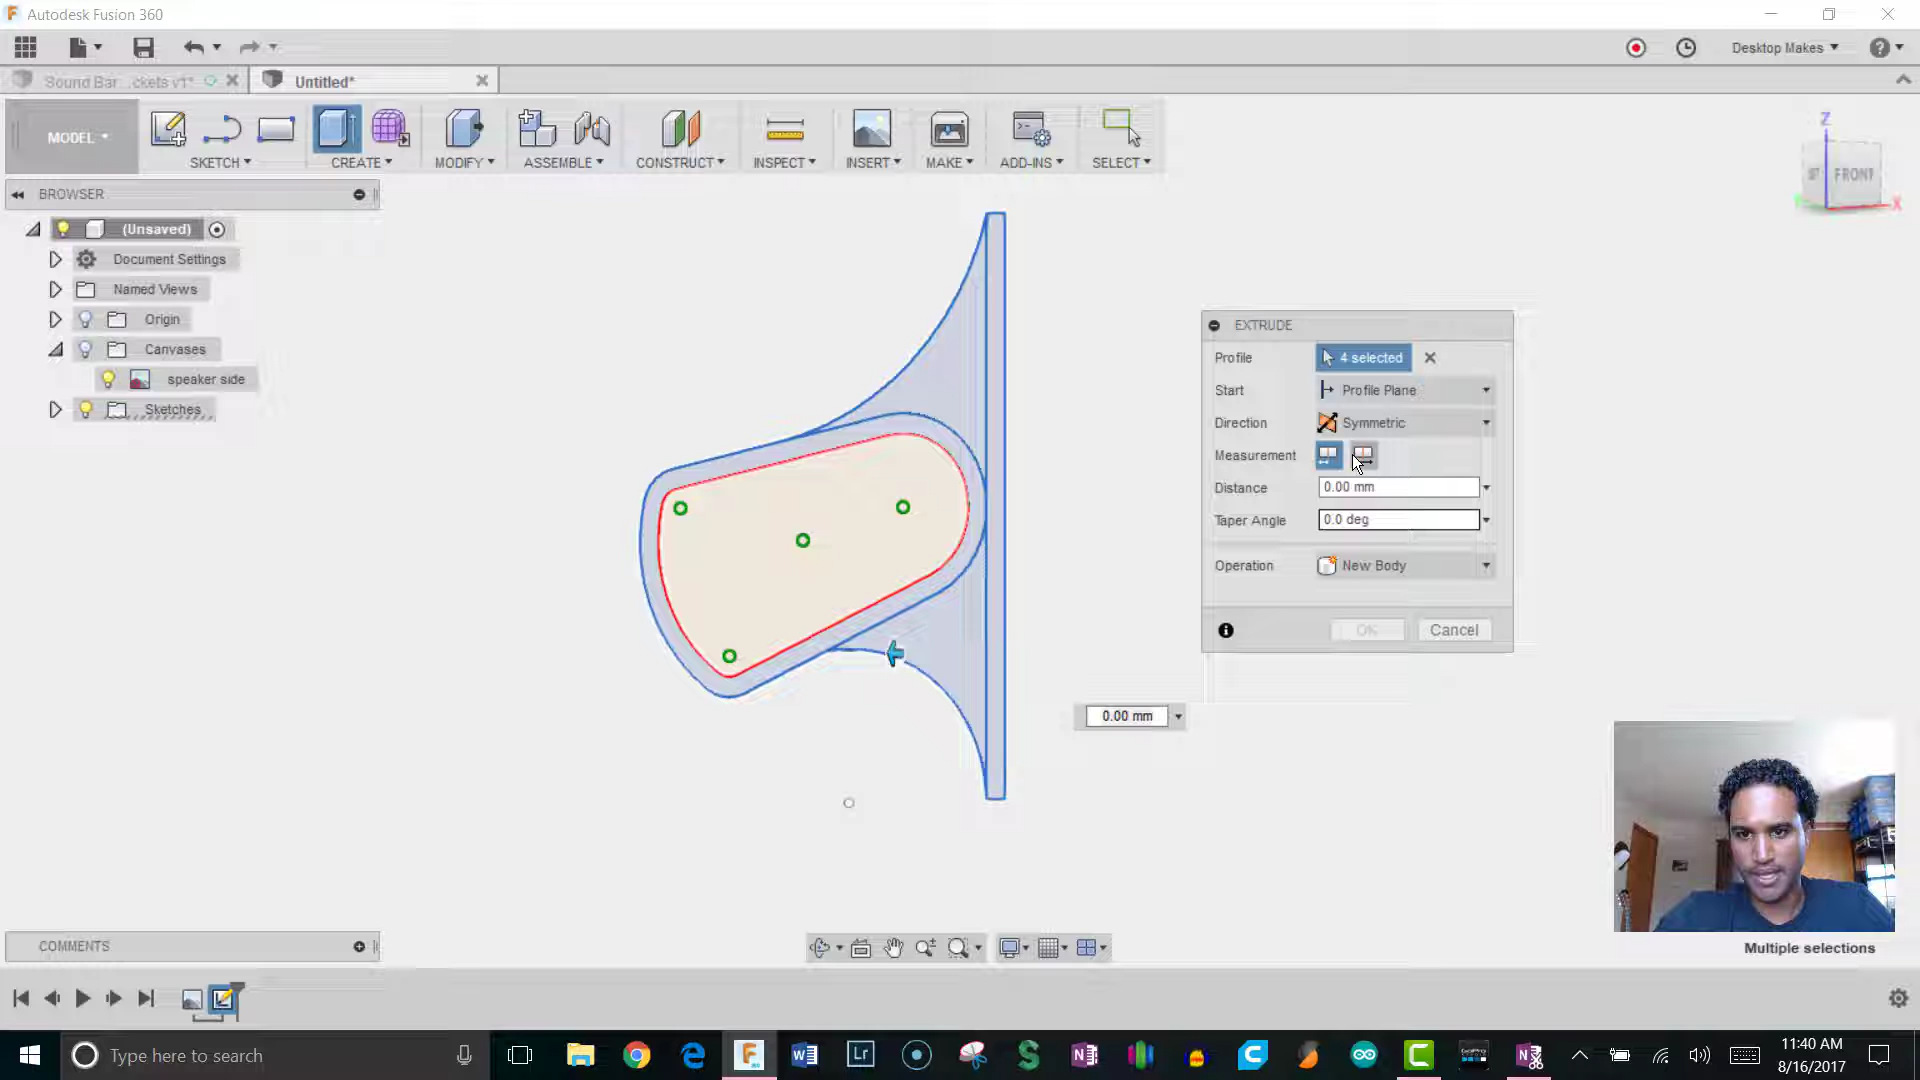 Autodesk Fusion 360
Desktop Makes
Untitled*
MODEL
SKETCH
CREATE
MODIFY
ASSEMBLE
CONSTRUCT
INSPECT
INSERT
MAKE
ADD-INS
SELECT
Z
FRONT
X
BROWSER
(Unsaved)
Document Settings
Named Views
Origin
Canvases
speaker side
Sketches
EXTRUDE
Profile 4 selected
Start Profile Plane
Direction Symmetric
Measurement
Distance 0.00 mm
Taper Angle 0.0 deg
Operation New Body
OK Cancel
0.00 mm
COMMENTS
Multiple selections
Type here to search
Lr
11:40 AM
8/16/2017